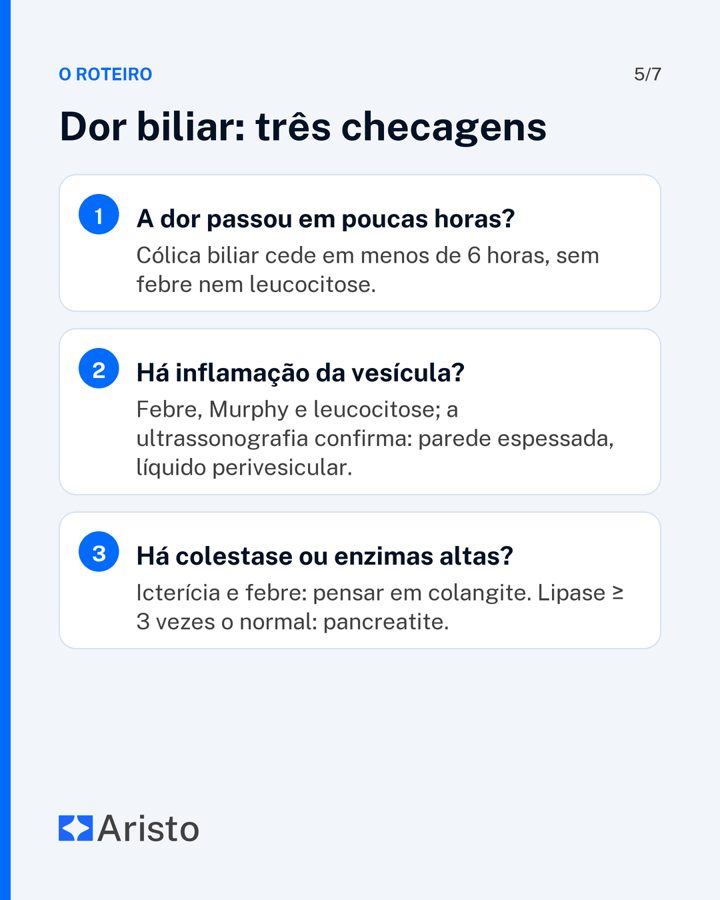 O ROTEIRO
5/7
Dor biliar: três checagens
1
A dor passou em poucas horas?
Cólica biliar cede em menos de 6 horas, sem
febre nem leucocitose.
2
Há inflamação da vesícula?
Febre, Murphy e leucocitose; a
ultrassonografia confirma: parede espessada,
líquido perivesicular.
3
Há colestase ou enzimas altas?
Icterícia e febre: pensar em colangite. Lipase ≥
3 vezes o normal: pancreatite.
Aristo